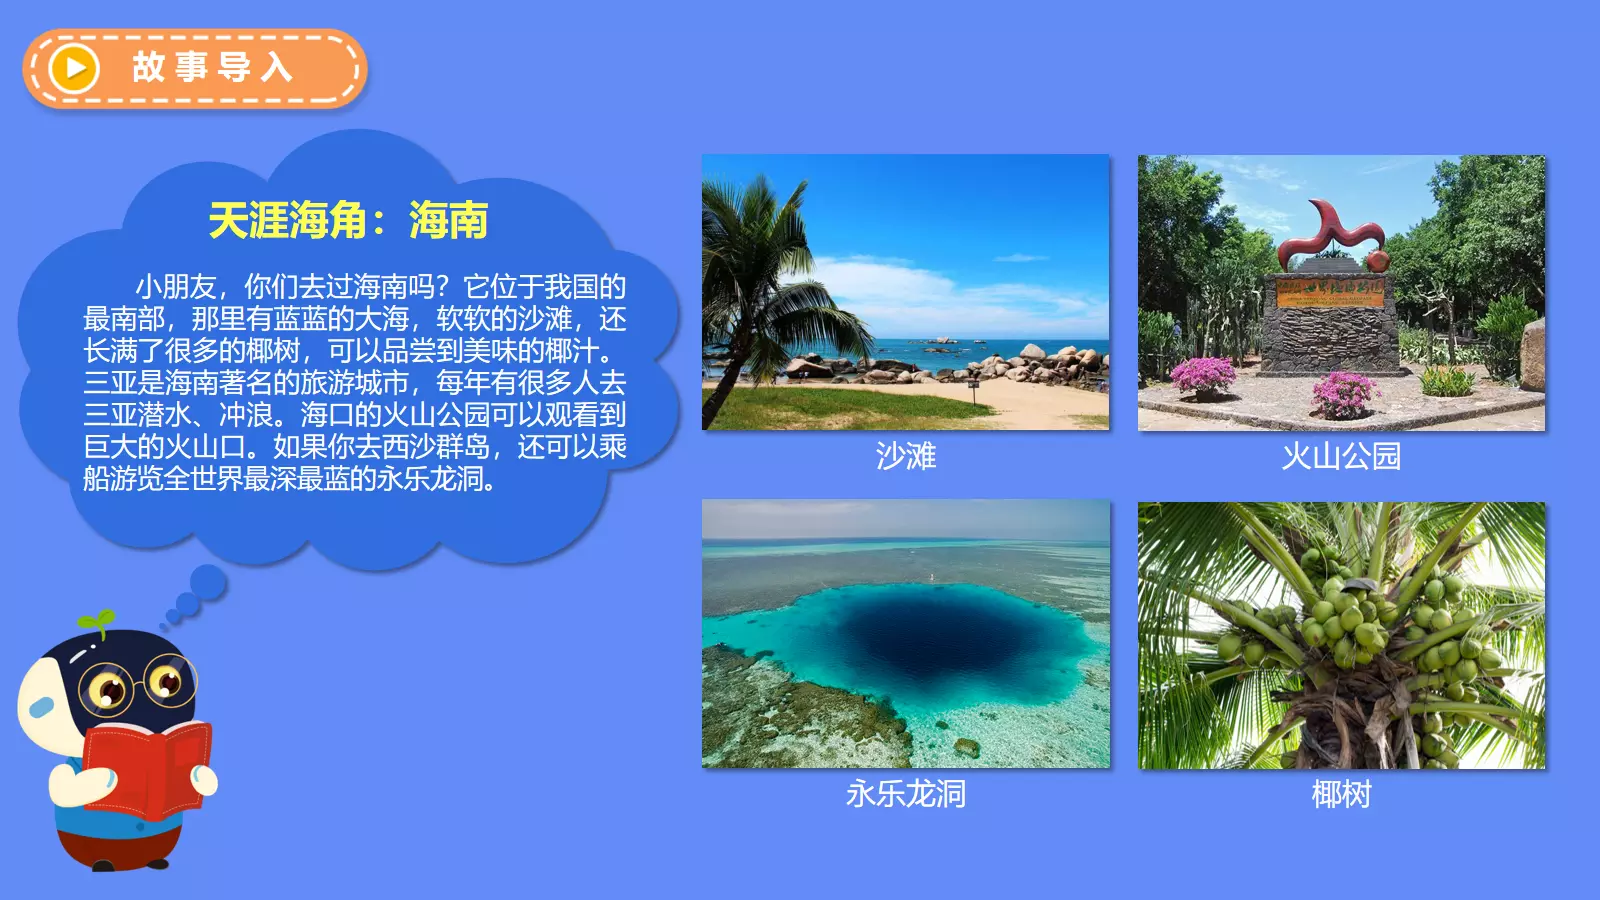 故事导入
天涯海角：海南
小朋友，你们去过海南吗？它位于我国的
最南部，那里有蓝蓝的大海，软软的沙滩，还
长满了很多的椰树，可以品尝到美味的椰汁。
三亚是海南著名的旅游城市，每年有很多人去
三亚潜水、冲浪。海口的火山公园可以观看到
巨大的火山口。如果你去西沙群岛，还可以乘
船游览全世界最深最蓝的永乐龙洞。
沙滩
火山公园
永乐龙洞
椰树